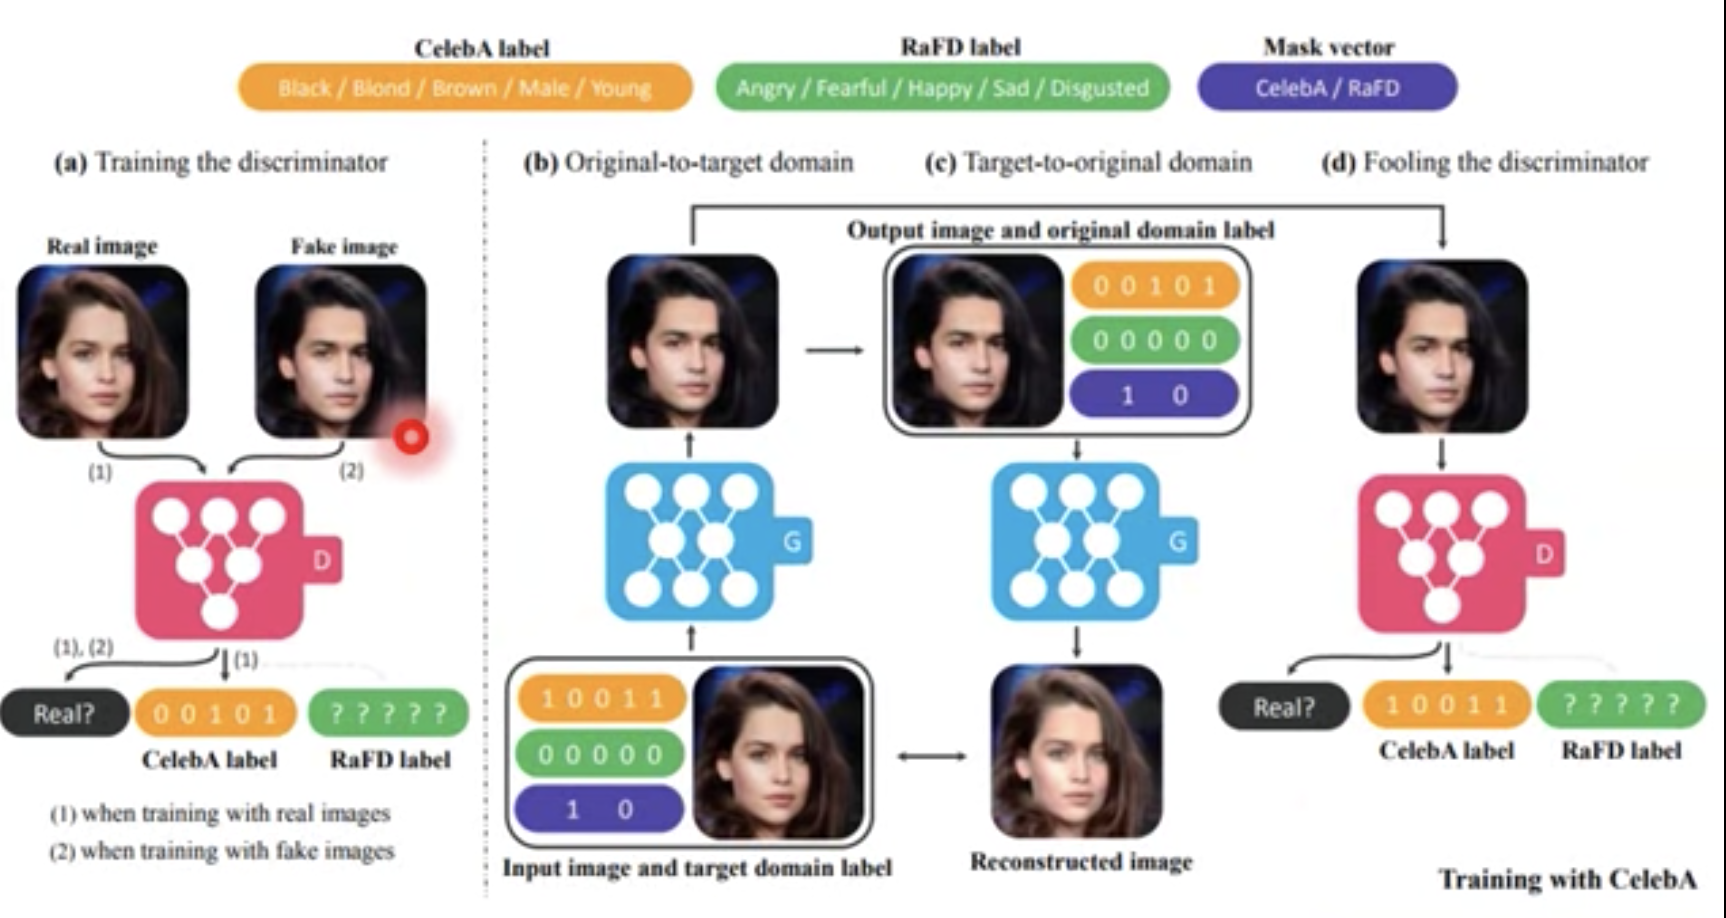 CelebA label
RaFD label
Mask vector
Black / Blond / Brown / Male / Young
Angry / Fearful / Happy / Sad / Disgusted
CelebA / RaFD
(a) Training the discriminator
(b) Original-to-target domain
(c) Target-to-original domain
(d) Fooling the discriminator
Real image
Fake image
(1)
(2)
D
(1), (2)
(1)
Real?
0 0 1 0 1
? ? ? ? ?
CelebA label
RaFD label
(1) when training with real images
(2) when training with fake images
Output image and original domain label
0 0 1 0 1
0 0 0 0 0
1 0
G
G
1 0 0 1 1
0 0 0 0 0
1 0
Input image and target domain label
Reconstructed image
D
Real?
1 0 0 1 1
? ? ? ? ?
CelebA label
RaFD label
Training with CelebA